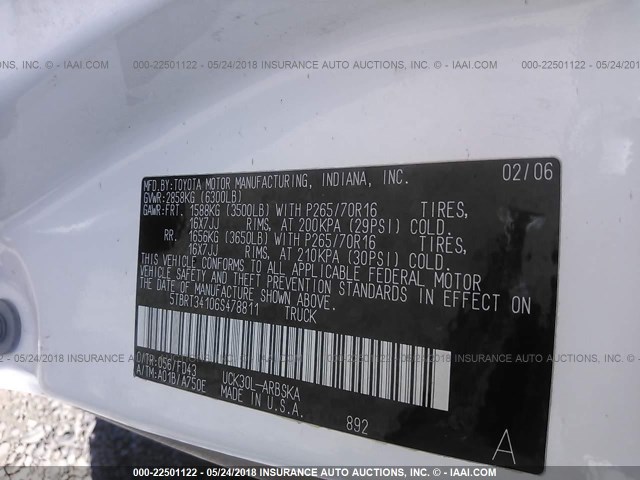 000-22501122 - 05/24/2018 INSURANCE AUTO AUCTIONS, INC. - © IAAI.COM
MFD.BY:TOYOTA MOTOR MANUFACTURING, INDIANA, INC. 02/06
GVWR: 2858KG (6300LB)
GAWR:FRT. 1588KG (3500LB) WITH P265/70R16 TIRES,
16X7JJ RIMS, AT 200KPA (29PSI) COLD.
RR. 1656KG (3650LB) WITH P265/70R16 TIRES,
16X7JJ RIMS, AT 210KPA (30PSI) COLD.
THIS VEHICLE CONFORMS TO ALL APPLICABLE FEDERAL MOTOR
VEHICLE SAFETY AND THEFT PREVENTION STANDARDS IN EFFECT ON
THE DATE OF MANUFACTURE SHOWN ABOVE.
5TBRT34106S478811 TRUCK
C/TR:056/FD43 UCK30L-ARBSKA
A/TM:A01B/A750E MADE IN U.S.A.
892
A
000-22501122 - 05/24/2018 INSURANCE AUTO AUCTIONS, INC. - © IAAI.COM
000-22501122 - 05/24/2018 INSURANCE AUTO AUCTIONS, INC. - © IAAI.COM